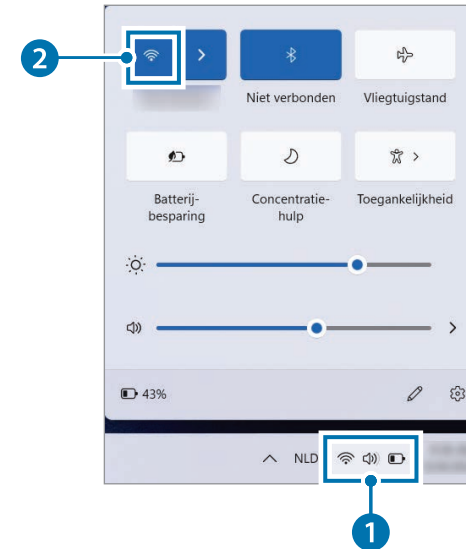 2
Niet verbonden
Vliegtuigstand
Batterij-
besparing
Concentratie-
hulp
Toegankelijkheid
43%
NLD
1